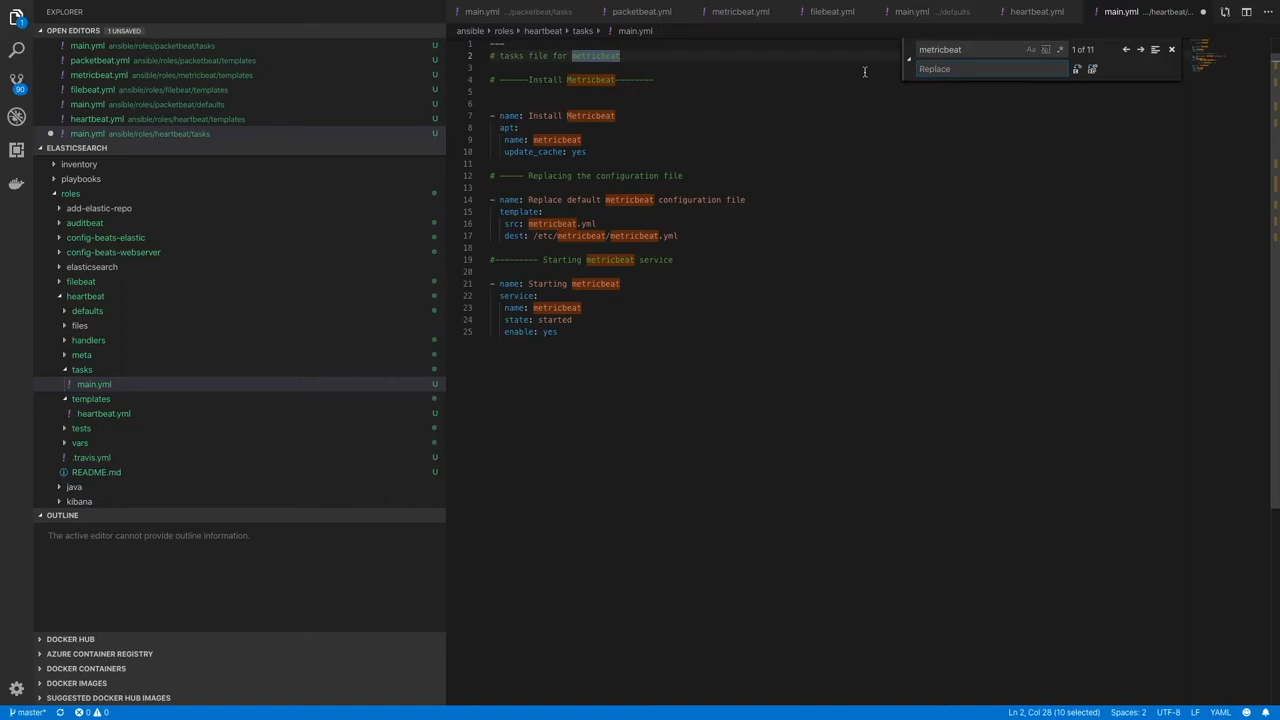 EXPLORER
OPEN EDITORS 1 UNSAVED
main.yml ansible/roles/packetbeat/tasks
packetbeat.yml ansible/roles/packetbeat/templates
metricbeat.yml ansible/roles/metricbeat/templates
filebeat.yml ansible/roles/filebeat/templates
main.yml ansible/roles/packetbeat/defaults
heartbeat.yml ansible/roles/heartbeat/templates
main.yml ansible/roles/heartbeat/tasks
ELASTICSEARCH
inventory
playbooks
roles
add-elastic-repo
auditbeat
config-beats-elastic
config-beats-webserver
elasticsearch
filebeat
heartbeat
defaults
files
handlers
meta
tasks
! main.yml U
templates
! heartbeat.yml U
tests
vars
! .travis.yml U
README.md U
java
kibana
OUTLINE
The active editor cannot provide outline information.
DOCKER HUB
AZURE CONTAINER REGISTRY
DOCKER CONTAINERS
DOCKER IMAGES
SUGGESTED DOCKER HUB IMAGES
1
90
main.yml .../packetbeat/tasks
packetbeat.yml
metricbeat.yml
filebeat.yml
main.yml .../defaults
heartbeat.yml
main.yml .../heartbeat/...
ansible › roles › heartbeat › tasks › ! main.yml
metricbeat Aa Abl .* 1 of 11
Replace
1 ---
2 # tasks file for metricbeat
3
4 # ------Install Metricbeat--------
5
6
7 - name: Install Metricbeat
8 apt:
9 name: metricbeat
10 update_cache: yes
11
12 # ----- Replacing the configuration file
13
14 - name: Replace default metricbeat configuration file
15 template:
16 src: metricbeat.yml
17 dest: /etc/metricbeat/metricbeat.yml
18
19 #--------- Starting metricbeat service
20
21 - name: Starting metricbeat
22 service:
23 name: metricbeat
24 state: started
25 enable: yes
master* 0 0 Ln 2, Col 28 (10 selected) Spaces: 2 UTF-8 LF YAML